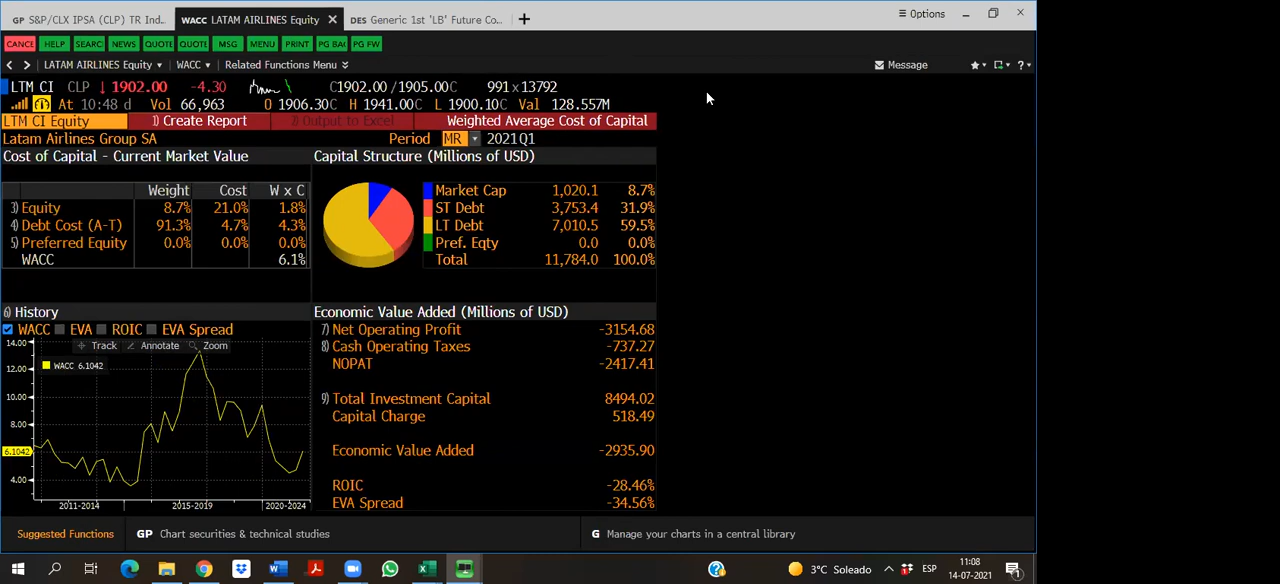 GP S&P/CLX IPSA (CLP) TR Ind...
WACC LATAM AIRLINES Equity
DES Generic 1st 'LB' Future Co...
Options
CANCE HELP SEARC NEWS QUOTE QUOTE MSG MENU PRINT PG BAC PG FW
LATAM AIRLINES Equity WACC Related Functions Menu Message
LTM CI CLP ↓ 1902.00 -4.30 C1902.00 /1905.00C 991 x 13792
At 10:48 d Vol 66,963 O 1906.30C H 1941.00C L 1900.10C Val 128.557M
LTM CI Equity 1) Create Report 2) Output to Excel Weighted Average Cost of Capital
Latam Airlines Group SA Period MR 2021 Q1
Cost of Capital - Current Market Value
Weight Cost W x C
3) Equity 8.7% 21.0% 1.8%
4) Debt Cost (A-T) 91.3% 4.7% 4.3%
5) Preferred Equity 0.0% 0.0% 0.0%
WACC 6.1%
Capital Structure (Millions of USD)
Market Cap 1,020.1 8.7%
ST Debt 3,753.4 31.9%
LT Debt 7,010.5 59.5%
Pref. Eqty 0.0 0.0%
Total 11,784.0 100.0%
6) History
WACC EVA ROIC EVA Spread
Track Annotate Zoom
WACC 6.1042
14.00
12.00
10.00
8.00
6.1042
4.00
2011-2014 2015-2019 2020-2024
Economic Value Added (Millions of USD)
7) Net Operating Profit -3154.68
8) Cash Operating Taxes -737.27
NOPAT -2417.41
9) Total Investment Capital 8494.02
Capital Charge 518.49
Economic Value Added -2935.90
ROIC -28.46%
EVA Spread -34.56%
Suggested Functions GP Chart securities & technical studies G Manage your charts in a central library
3°C Soleado ESP 11:08
14-07-2021
1